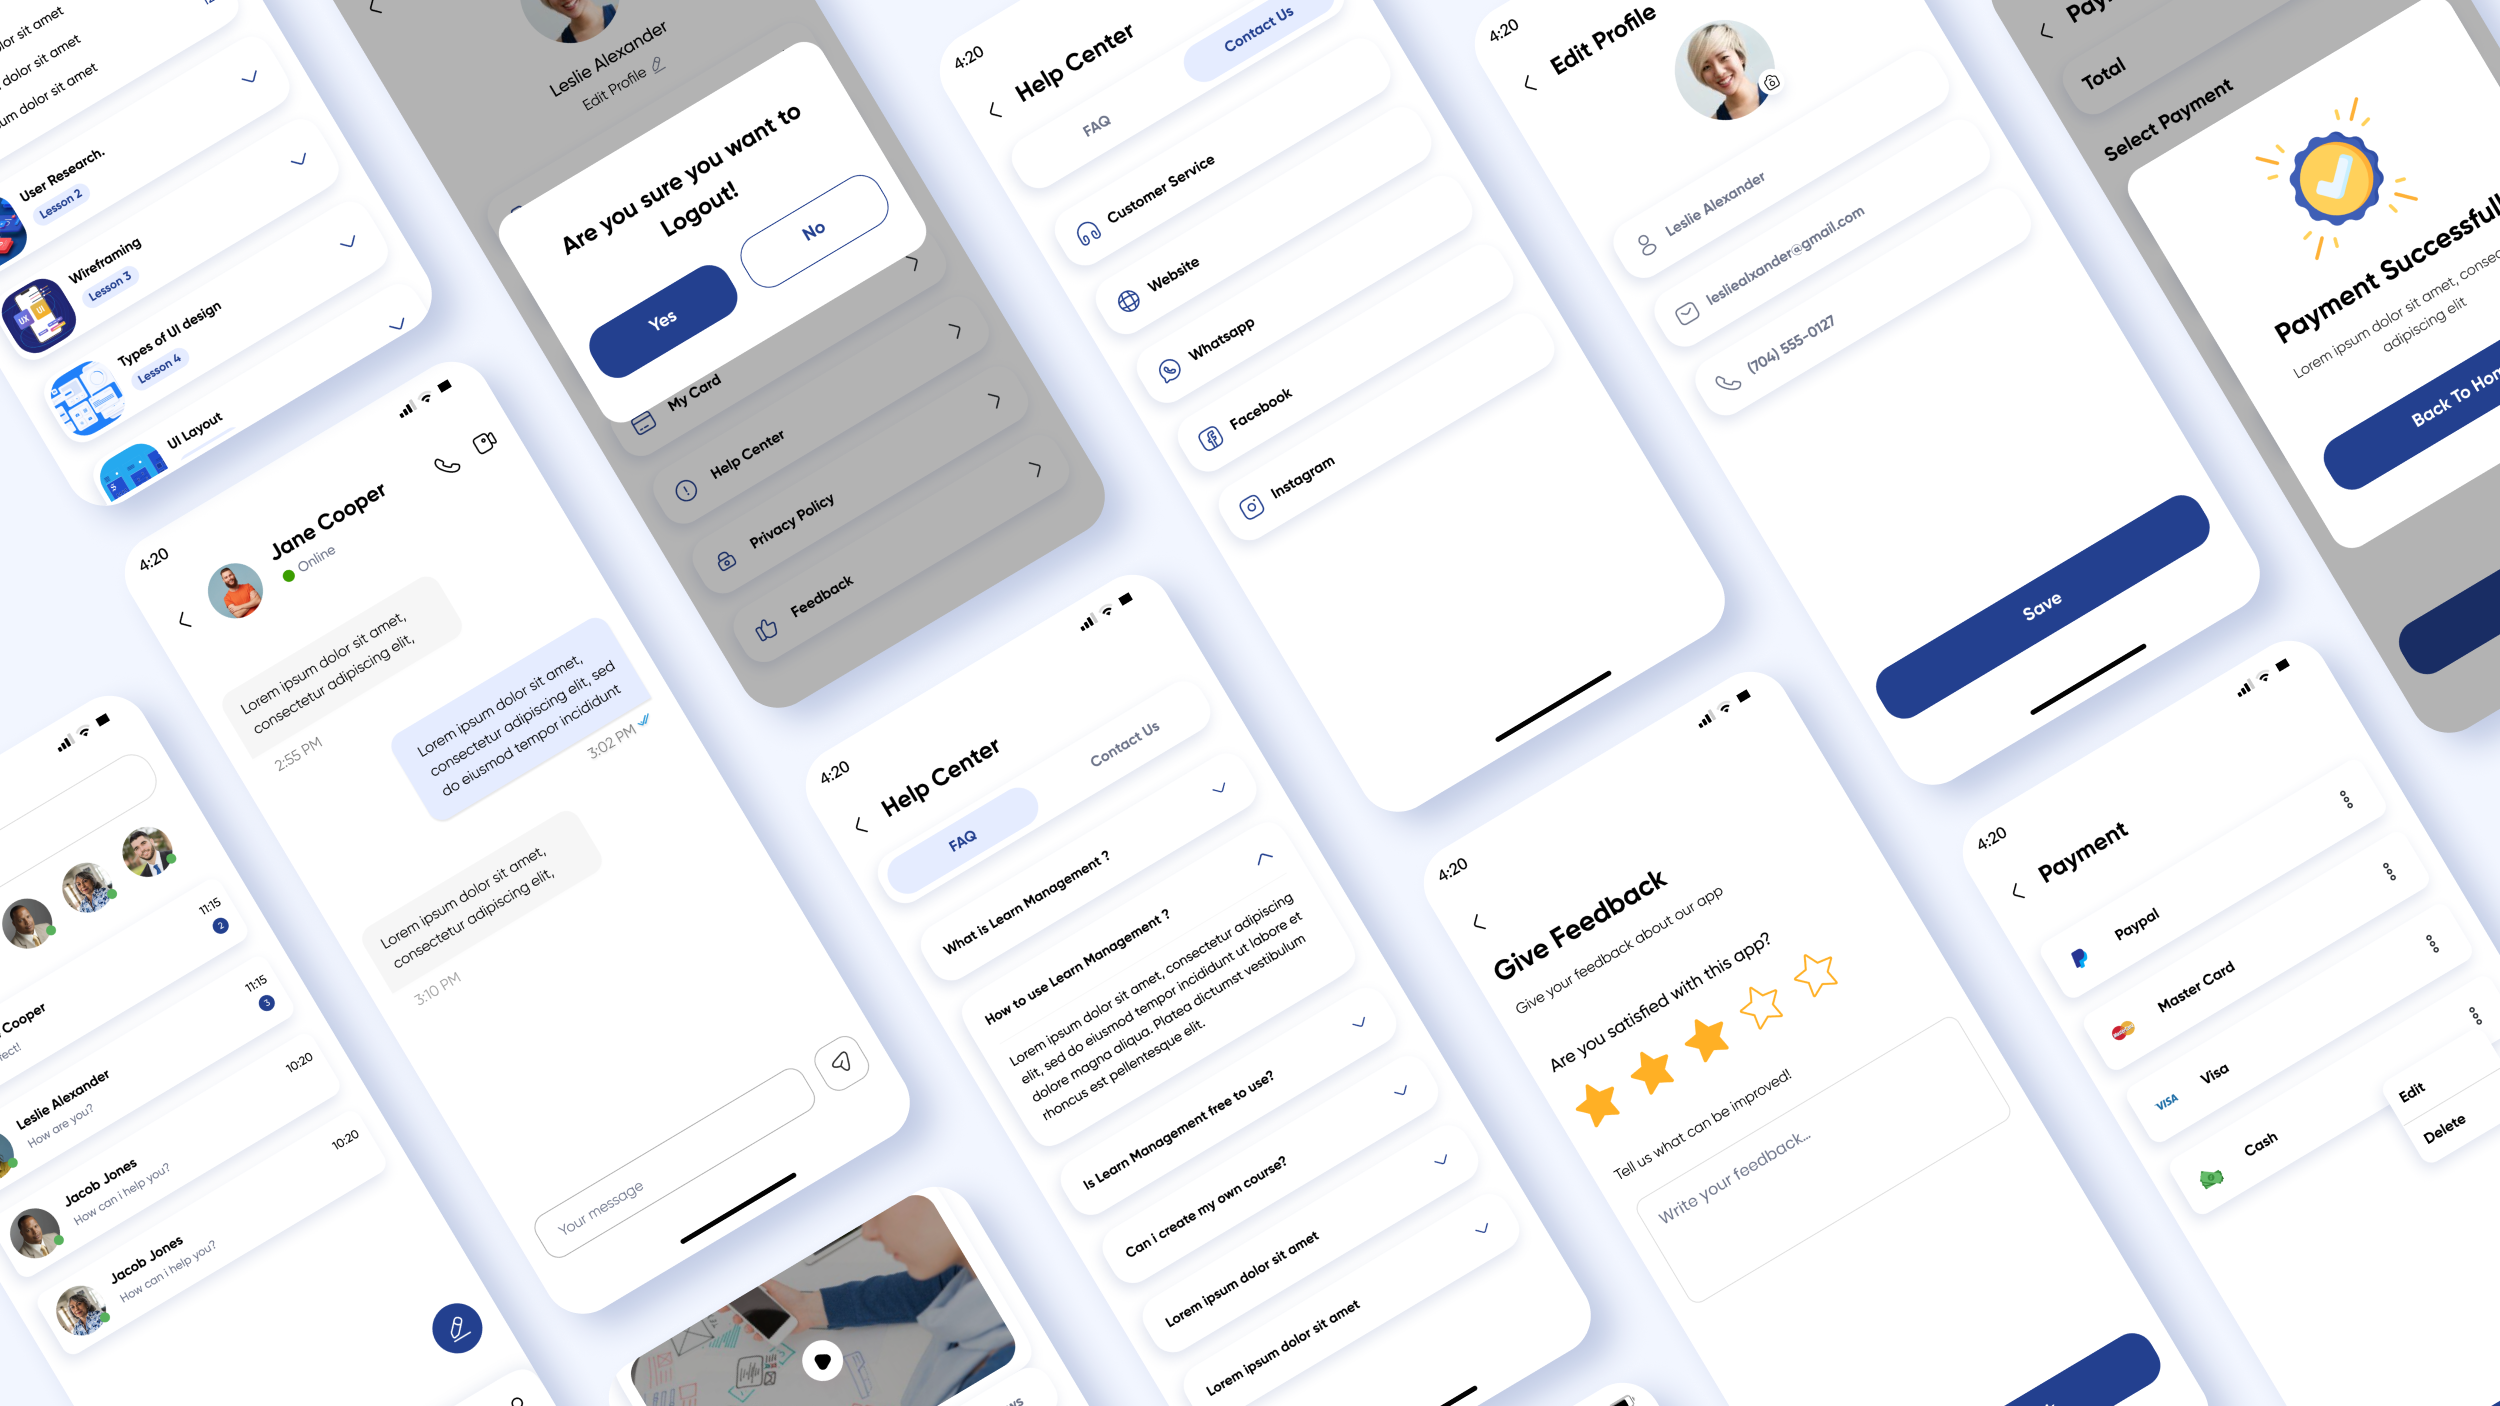 lor sit amet
dolor sit amet
um dolor sit amet
User Research.
Lesson 2
Wireframing
Lesson 3
UX
UI
Types of UI design
Lesson 4
UI Layout
$
Leslie Alexander
Edit Profile
Are you sure you want to
Logout!
Yes
No
My Card
Help Center
Privacy Policy
Feedback
4:20
Help Center
FAQ
Contact Us
Customer Service
Website
Whatsapp
Facebook
Instagram
4:20
Edit Profile
Leslie Alexander
lesliealxander@gmail.com
(704) 555-0127
Save
Total
Select Payment
Payment Successfull
Lorem ipsum dolor sit amet, consec
adipiscing elit
Back To Hom
4:20
Jane Cooper
Online
Lorem ipsum dolor sit amet,
consectetur adipiscing elit,
2:55 PM
Lorem ipsum dolor sit amet,
consectetur adipiscing elit, sed
do eiusmod tempor incididunt
3:02 PM
Lorem ipsum dolor sit amet,
consectetur adipiscing elit,
3:10 PM
Your message
11:15
2
Cooper
fect!
11:15
3
Leslie Alexander
How are you?
10:20
Jacob Jones
How can i help you?
10:20
Jacob Jones
How can i help you?
4:20
Help Center
FAQ
Contact Us
What is Learn Management ?
How to use Learn Management ?
Lorem ipsum dolor sit amet, consectetur adipiscing
elit, sed do eiusmod tempor incididunt ut labore et
dolore magna aliqua. Platea dictumst vestibulum
rhoncus est pellentesque elit.
Is Learn Management free to use?
Can i create my own course?
Lorem ipsum dolor sit amet
Lorem ipsum dolor sit amet
4:20
Give Feedback
Give your feedback about our app
Are you satisfied with this app?
Tell us what can be improved!
Write your feedback...
4:20
Payment
Paypal
Master Card
VISA
Visa
Cash
Edit
Delete